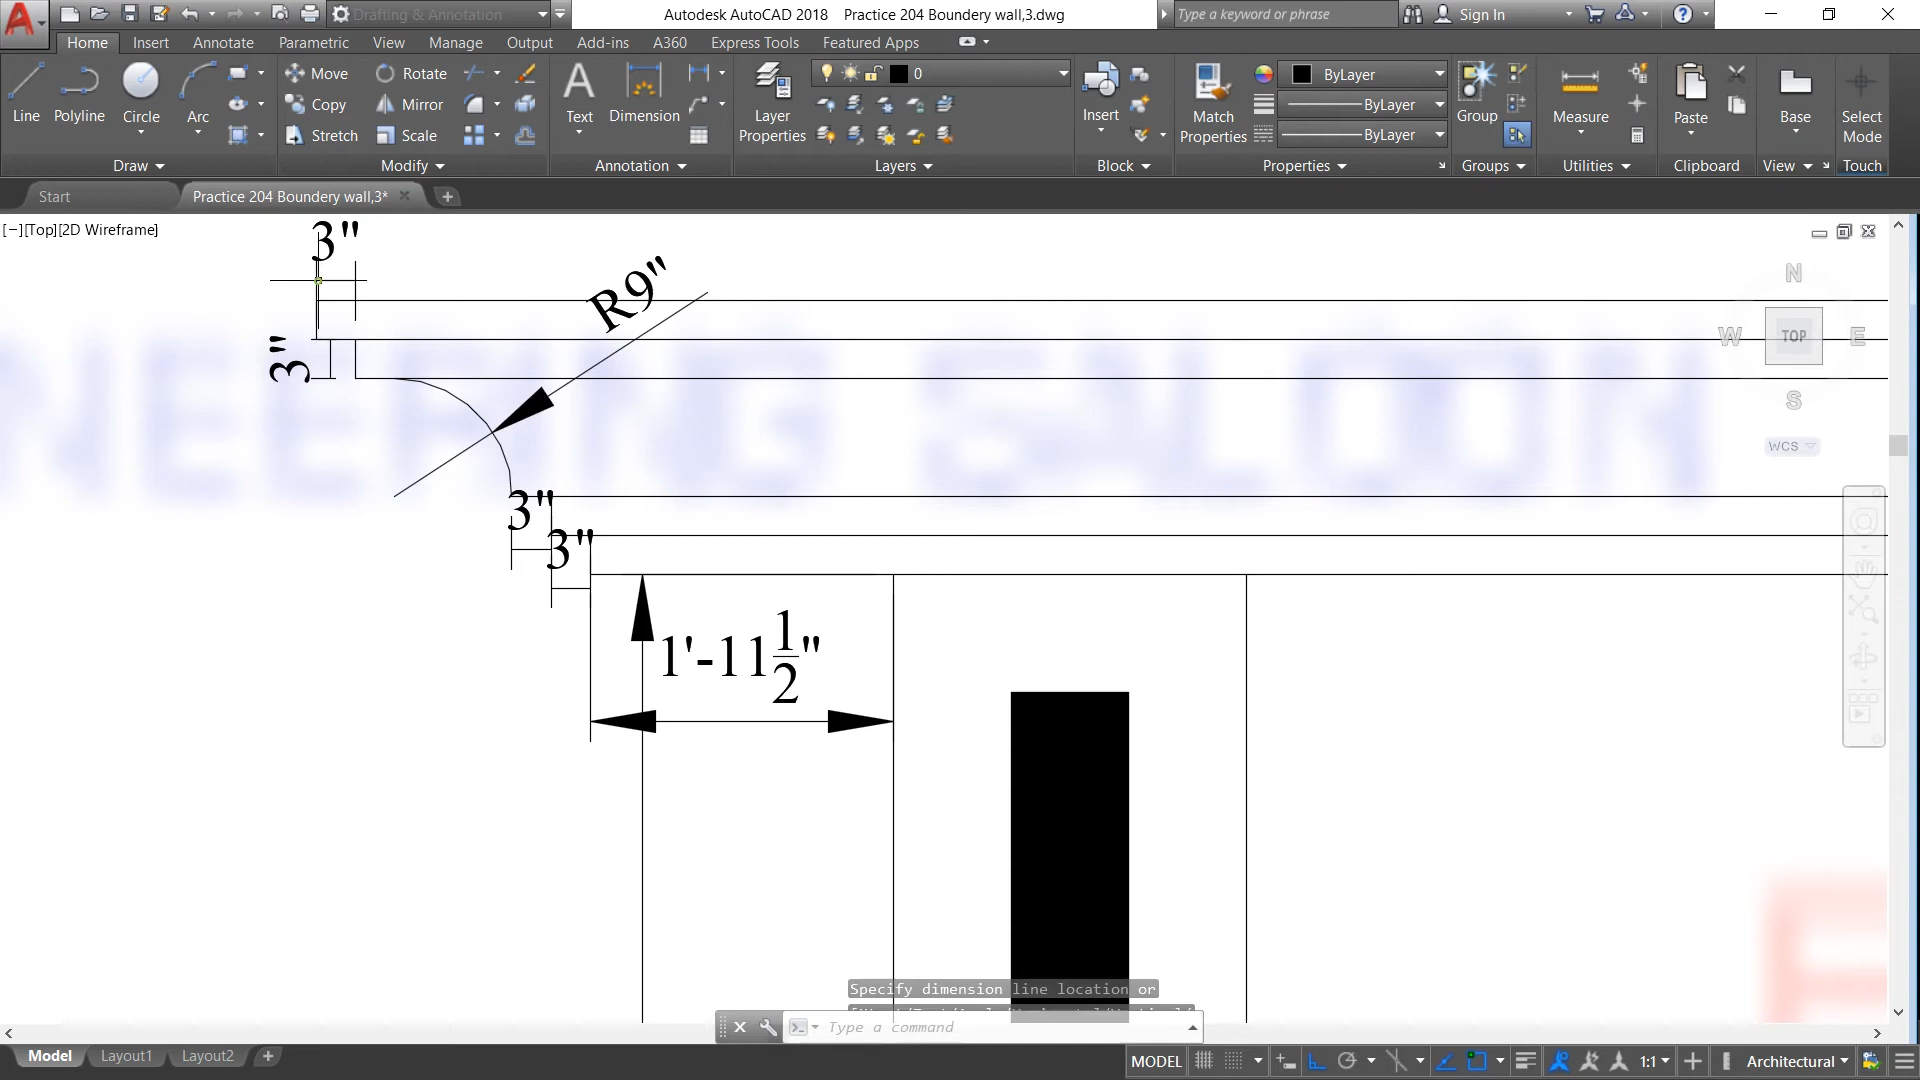 Drafting & Annotation
Autodesk AutoCAD 2018 Practice 204 Boundery wall,3.dwg
Type a keyword or phrase
Sign In
Home Insert Annotate Parametric View Manage Output Add-ins A360 Express Tools Featured Apps
Line Polyline Circle Arc
Move Rotate
Copy Mirror
Stretch Scale
Text Dimension
Layer Properties
0
Insert
Match Properties
ByLayer
ByLayer
ByLayer
Group
Measure
Paste
Base
Select Mode
Draw Modify Annotation Layers Block Properties Groups Utilities Clipboard View Touch
Start Practice 204 Boundery wall,3*
[−][Top][2D Wireframe]
3"
R9"
3"
N
W TOP E
S
WCS
NEERING SALOON
3"
3"
1'-11 1/2"
Specify dimension line location or
Type a command
Model Layout1 Layout2
MODEL 1:1 Architectural